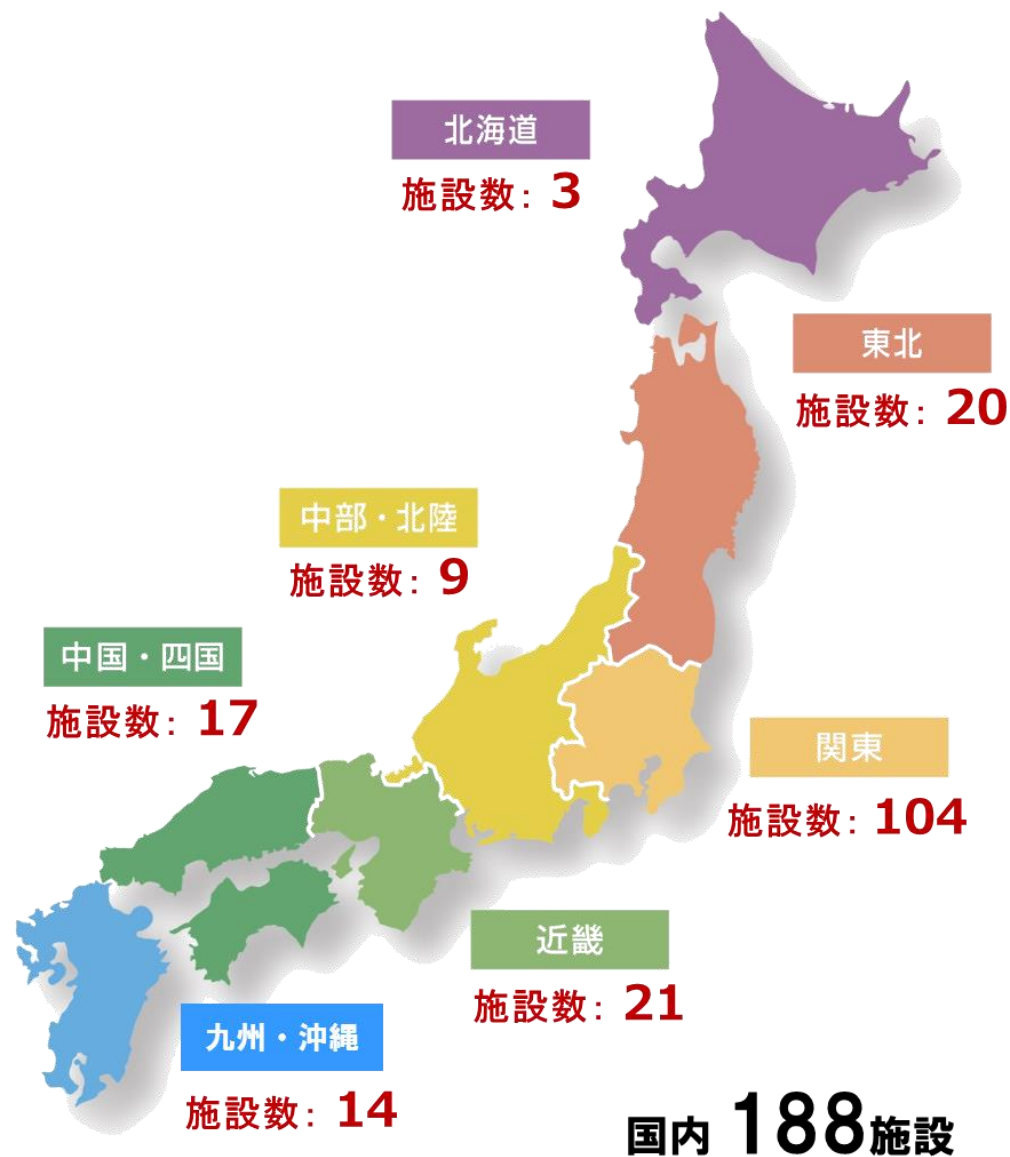 北海道
施設数: 3
東北
施設数: 20
中部・北陸
施設数: 9
中国・四国
施設数: 17
関東
施設数: 104
近畿
施設数: 21
九州・沖縄
施設数: 14
国内 188施設